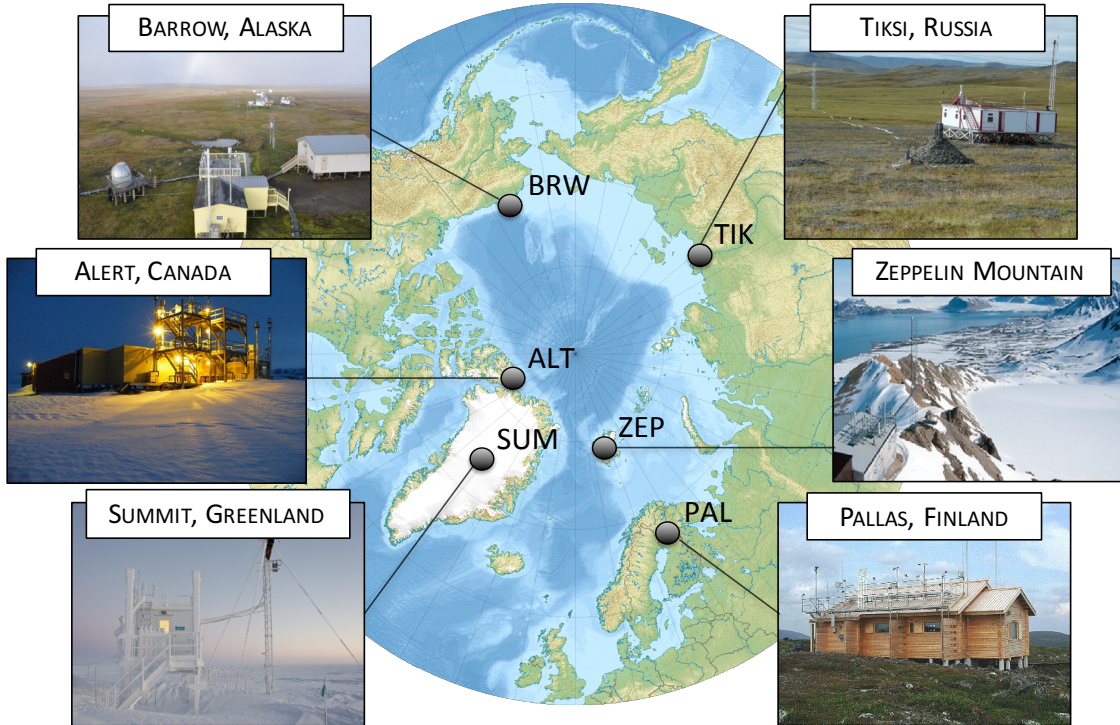 BARROW, ALASKA
TIKSI, RUSSIA
BRW
TIK
ALERT, CANADA
ZEPPELIN MOUNTAIN
ALT
SUM
ZEP
SUMMIT, GREENLAND
PAL
PALLAS, FINLAND